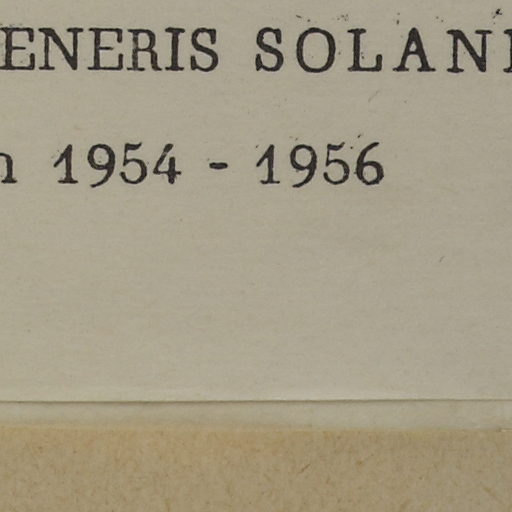 ENERIS SOLAN
n 1954 - 1956